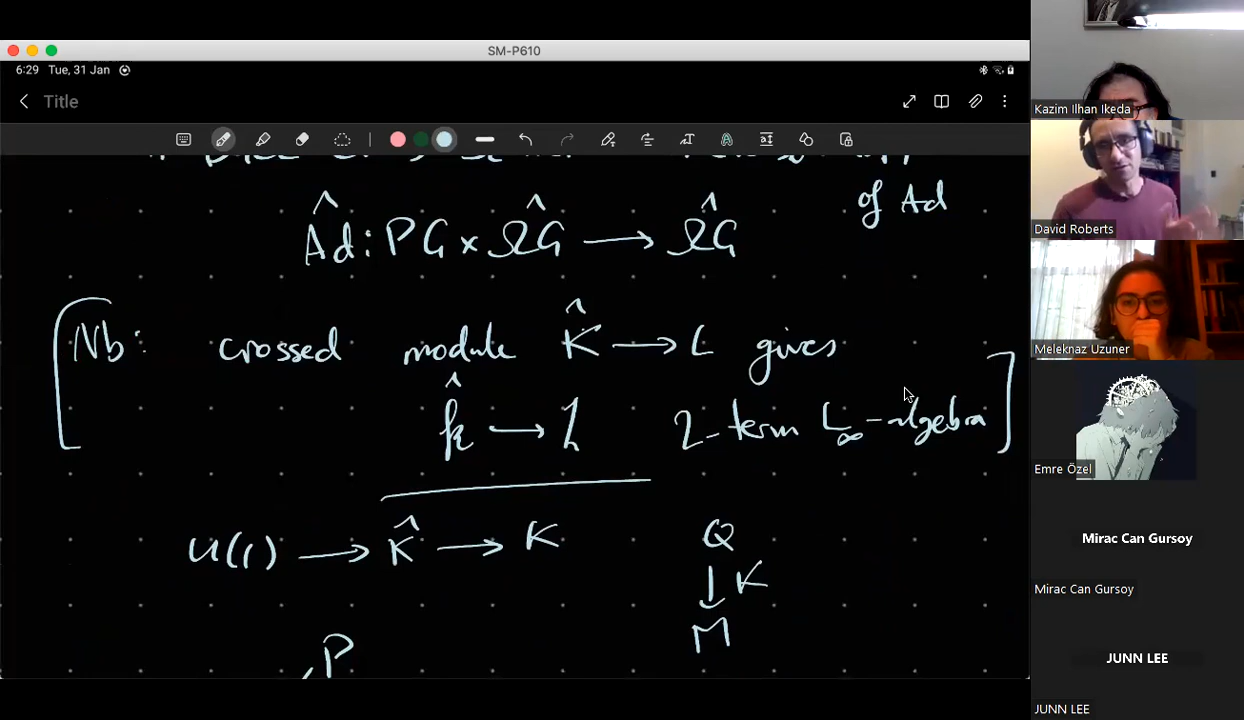 SM-P610
6:29 Tue, 31 Jan
Title
of Ad
Âd: PG × Ω̂G → Ω̂G
Nb: crossed module K̂ → L gives
k̂ → l 2-term L∞-algebra
U(1) → K̂ → K
Q
↓ K
M
P
Kazim Ilhan Ikeda
David Roberts
Meleknaz Uzuner
Emre Özel
Mirac Can Gursoy
Mirac Can Gursoy
JUNN LEE
JUNN LEE